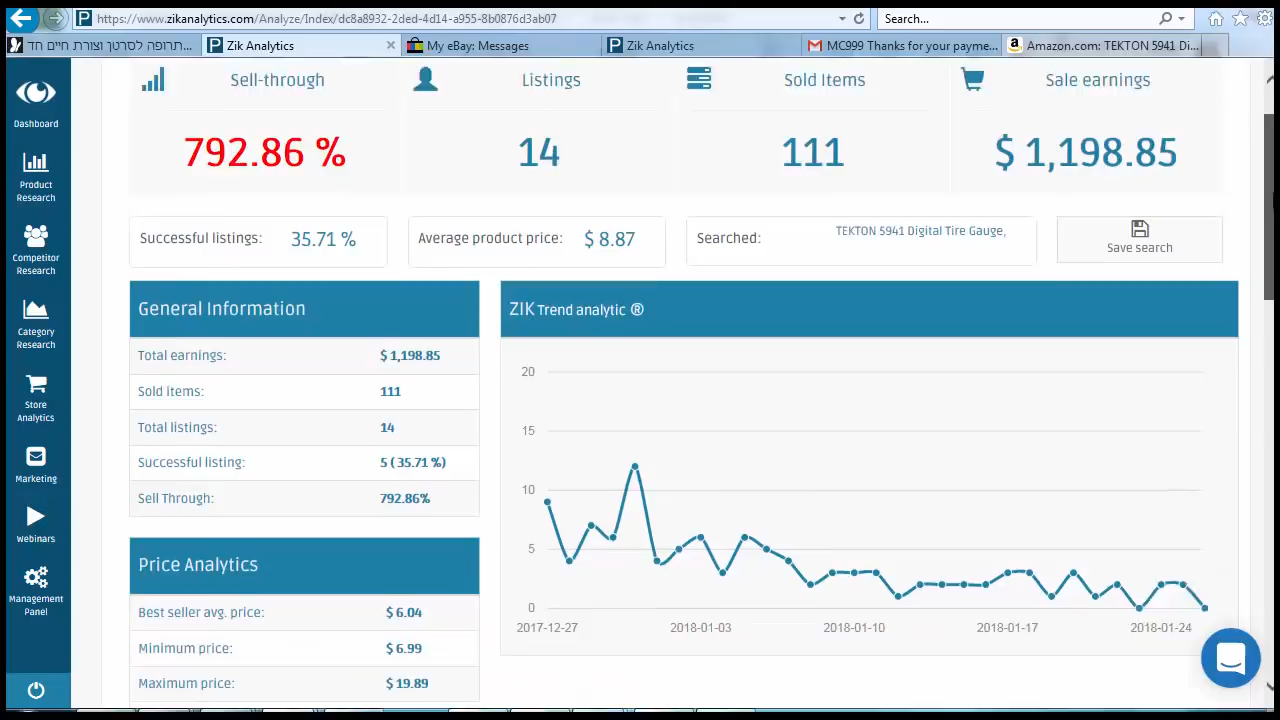 https://www.zikanalytics.com/Analyze/Index/dc8a8932-2ded-4d14-a955-8b0876d3ab07
Search...
תרופתן לסרטן וצורת חיים חד...
Zik Analytics
My eBay: Messages
Zik Analytics
MC999 Thanks for your payme...
Amazon.com: TEKTON 5941 Di...
Dashboard
Product
Research
Competitor
Research
Category
Research
Store
Analytics
Marketing
Webinars
Management
Panel
Sell-through
Listings
Sold Items
Sale earnings
792.86 %
14
111
$ 1,198.85
Successful listings: 35.71 %
Average product price: $ 8.87
Searched: TEKTON 5941 Digital Tire Gauge,
Save search
General Information
Total earnings: $ 1,198.85
Sold items: 111
Total listings: 14
Successful listing: 5 ( 35.71 %)
Sell Through: 792.86%
Price Analytics
Best seller avg. price: $ 6.04
Minimum price: $ 6.99
Maximum price: $ 19.89
ZIK Trend analytic ®
20
15
10
5
0
2017-12-27
2018-01-03
2018-01-10
2018-01-17
2018-01-24